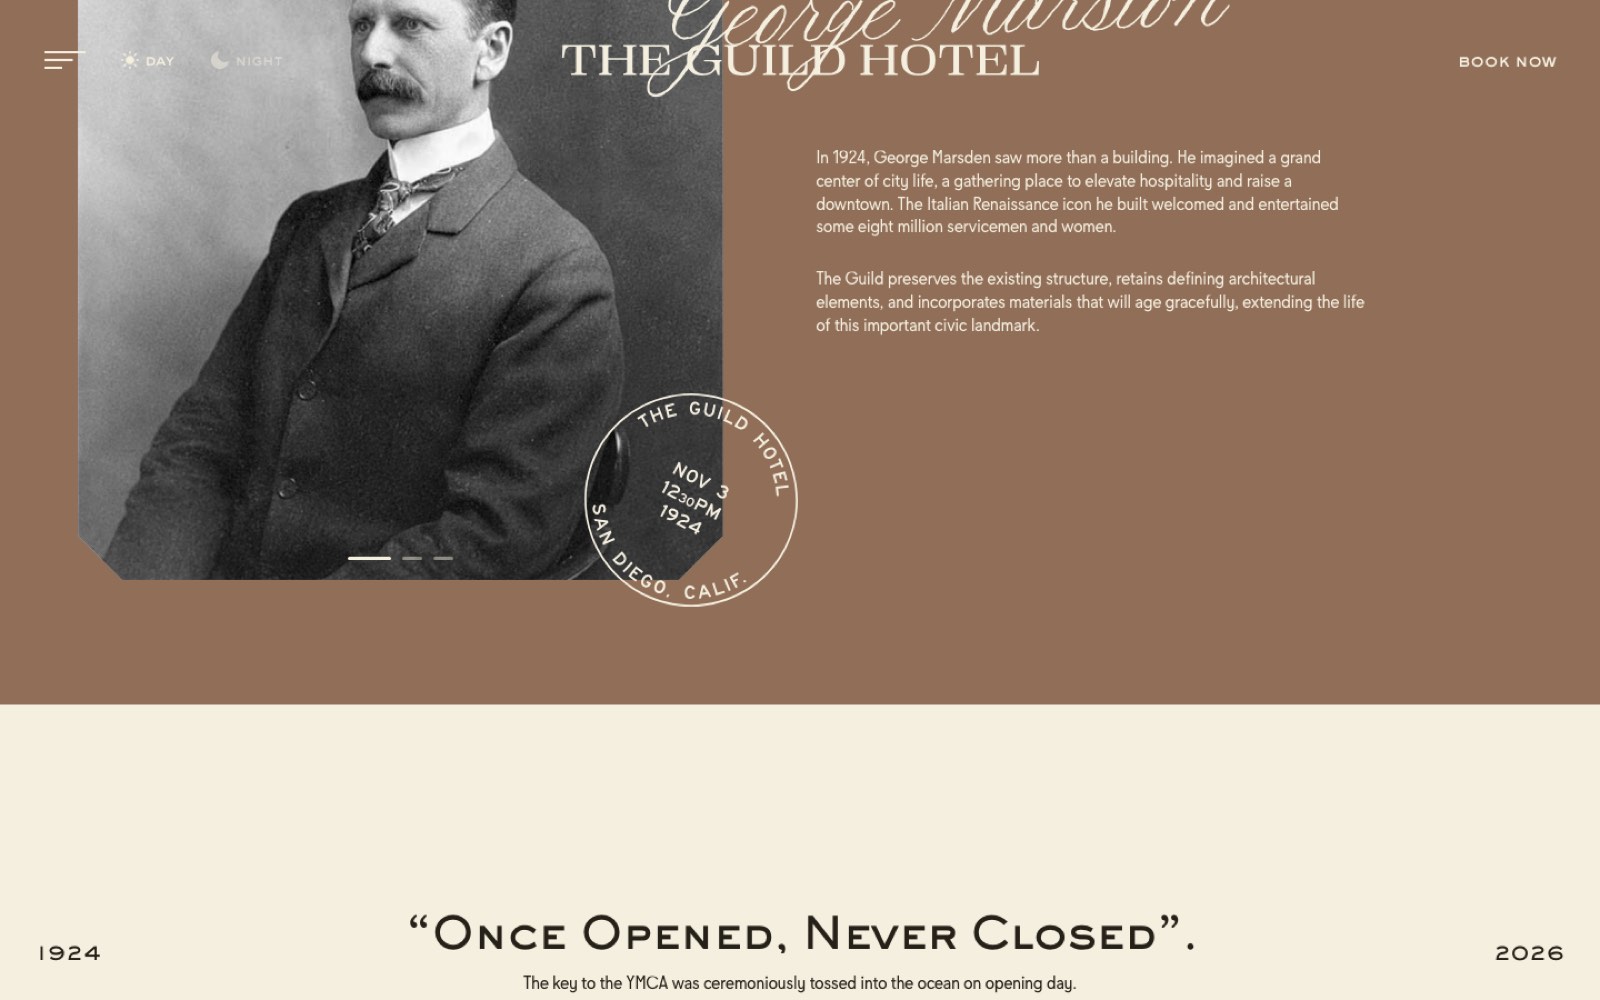 George Marston
DAY
NIGHT
THE GUILD HOTEL
BOOK NOW
In 1924, George Marsden saw more than a building. He imagined a grand
center of city life, a gathering place to elevate hospitality and raise a
downtown. The Italian Renaissance icon he built welcomed and entertained
some eight million servicemen and women.
The Guild preserves the existing structure, retains defining architectural
elements, and incorporates materials that will age gracefully, extending the life
of this important civic landmark.
THE GUILD HOTEL
NOV 3
1230PM
1924
SAN DIEGO, CALIF.
“Once Opened, Never Closed”.
1924
2026
The key to the YMCA was ceremoniously tossed into the ocean on opening day.